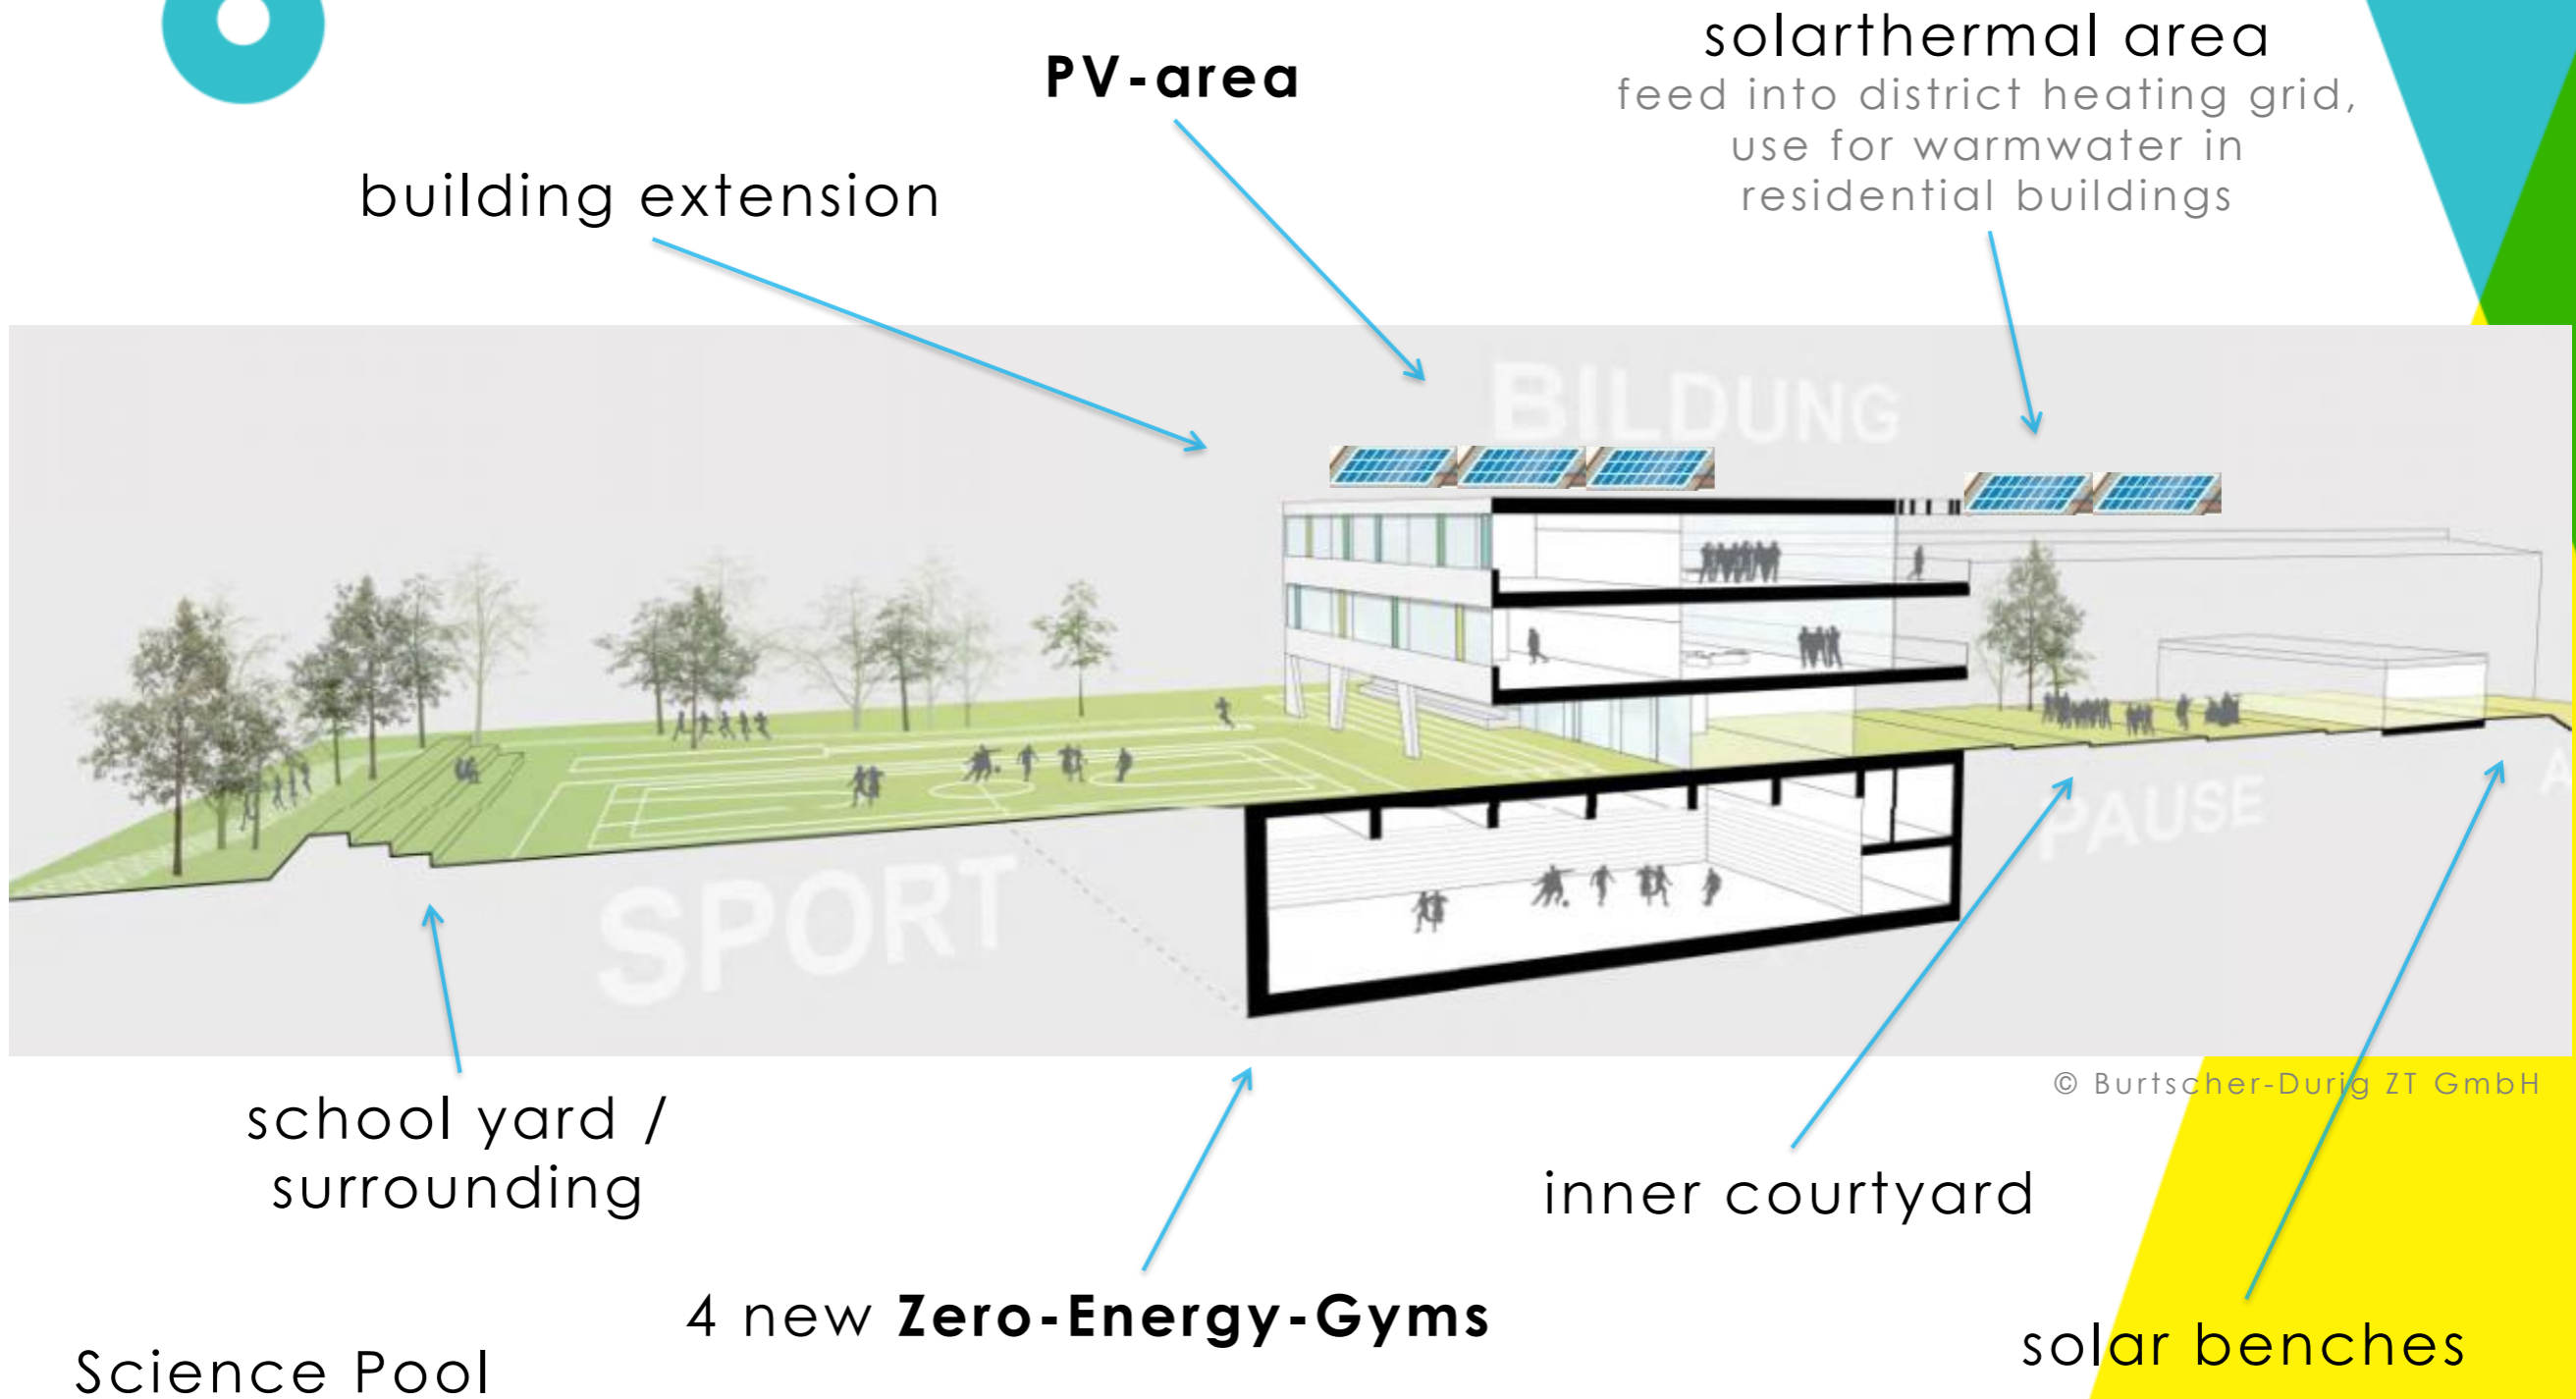 PV-area
solarthermal area
feed into district heating grid,
use for warmwater in
residential buildings
building extension
BILDUNG
SPORT
PAUSE
A
© Burtscher-Durig ZT GmbH
school yard /
surrounding
inner courtyard
4 new Zero-Energy-Gyms
solar benches
Science Pool